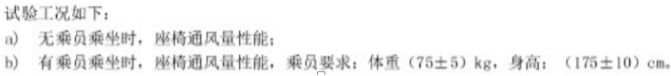 试验工况如下：
a) 无乘员乘坐时，座椅通风量性能；
b) 有乘员乘坐时，座椅通风量性能，乘员要求：体重（75±5）kg，身高：（175±10）cm。